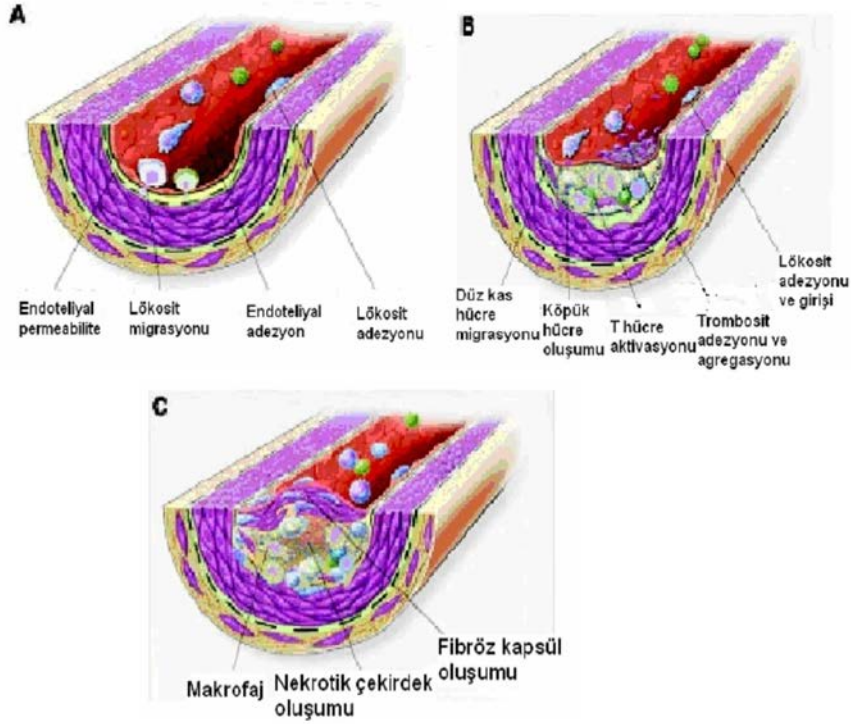 A
Endoteliyal
permeabilite
Lökosit
migrasyonu
Endoteliyal
adezyon
Lökosit
adezyonu
B
Düz kas
hücre
migrasyonu
Köpük
hücre
oluşumu
T hücre
aktivasyonu
Trombosit
adezyonu ve
agregasyonu
Lökosit
adezyonu
ve girişi
C
Makrofaj
Nekrotik çekirdek
oluşumu
Fibröz kapsül
oluşumu